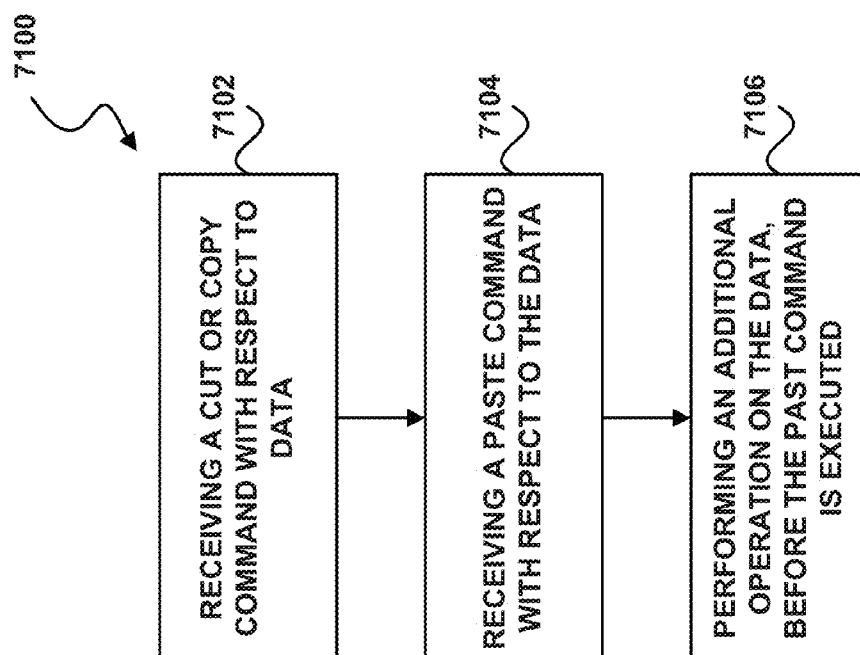 7100
7102
RECEIVING A CUT OR COPY
COMMAND WITH RESPECT TO
DATA
7104
RECEIVING A PASTE COMMAND
WITH RESPECT TO THE DATA
7106
PERFORMING AN ADDITIONAL
OPERATION ON THE DATA,
BEFORE THE PAST COMMAND
IS EXECUTED